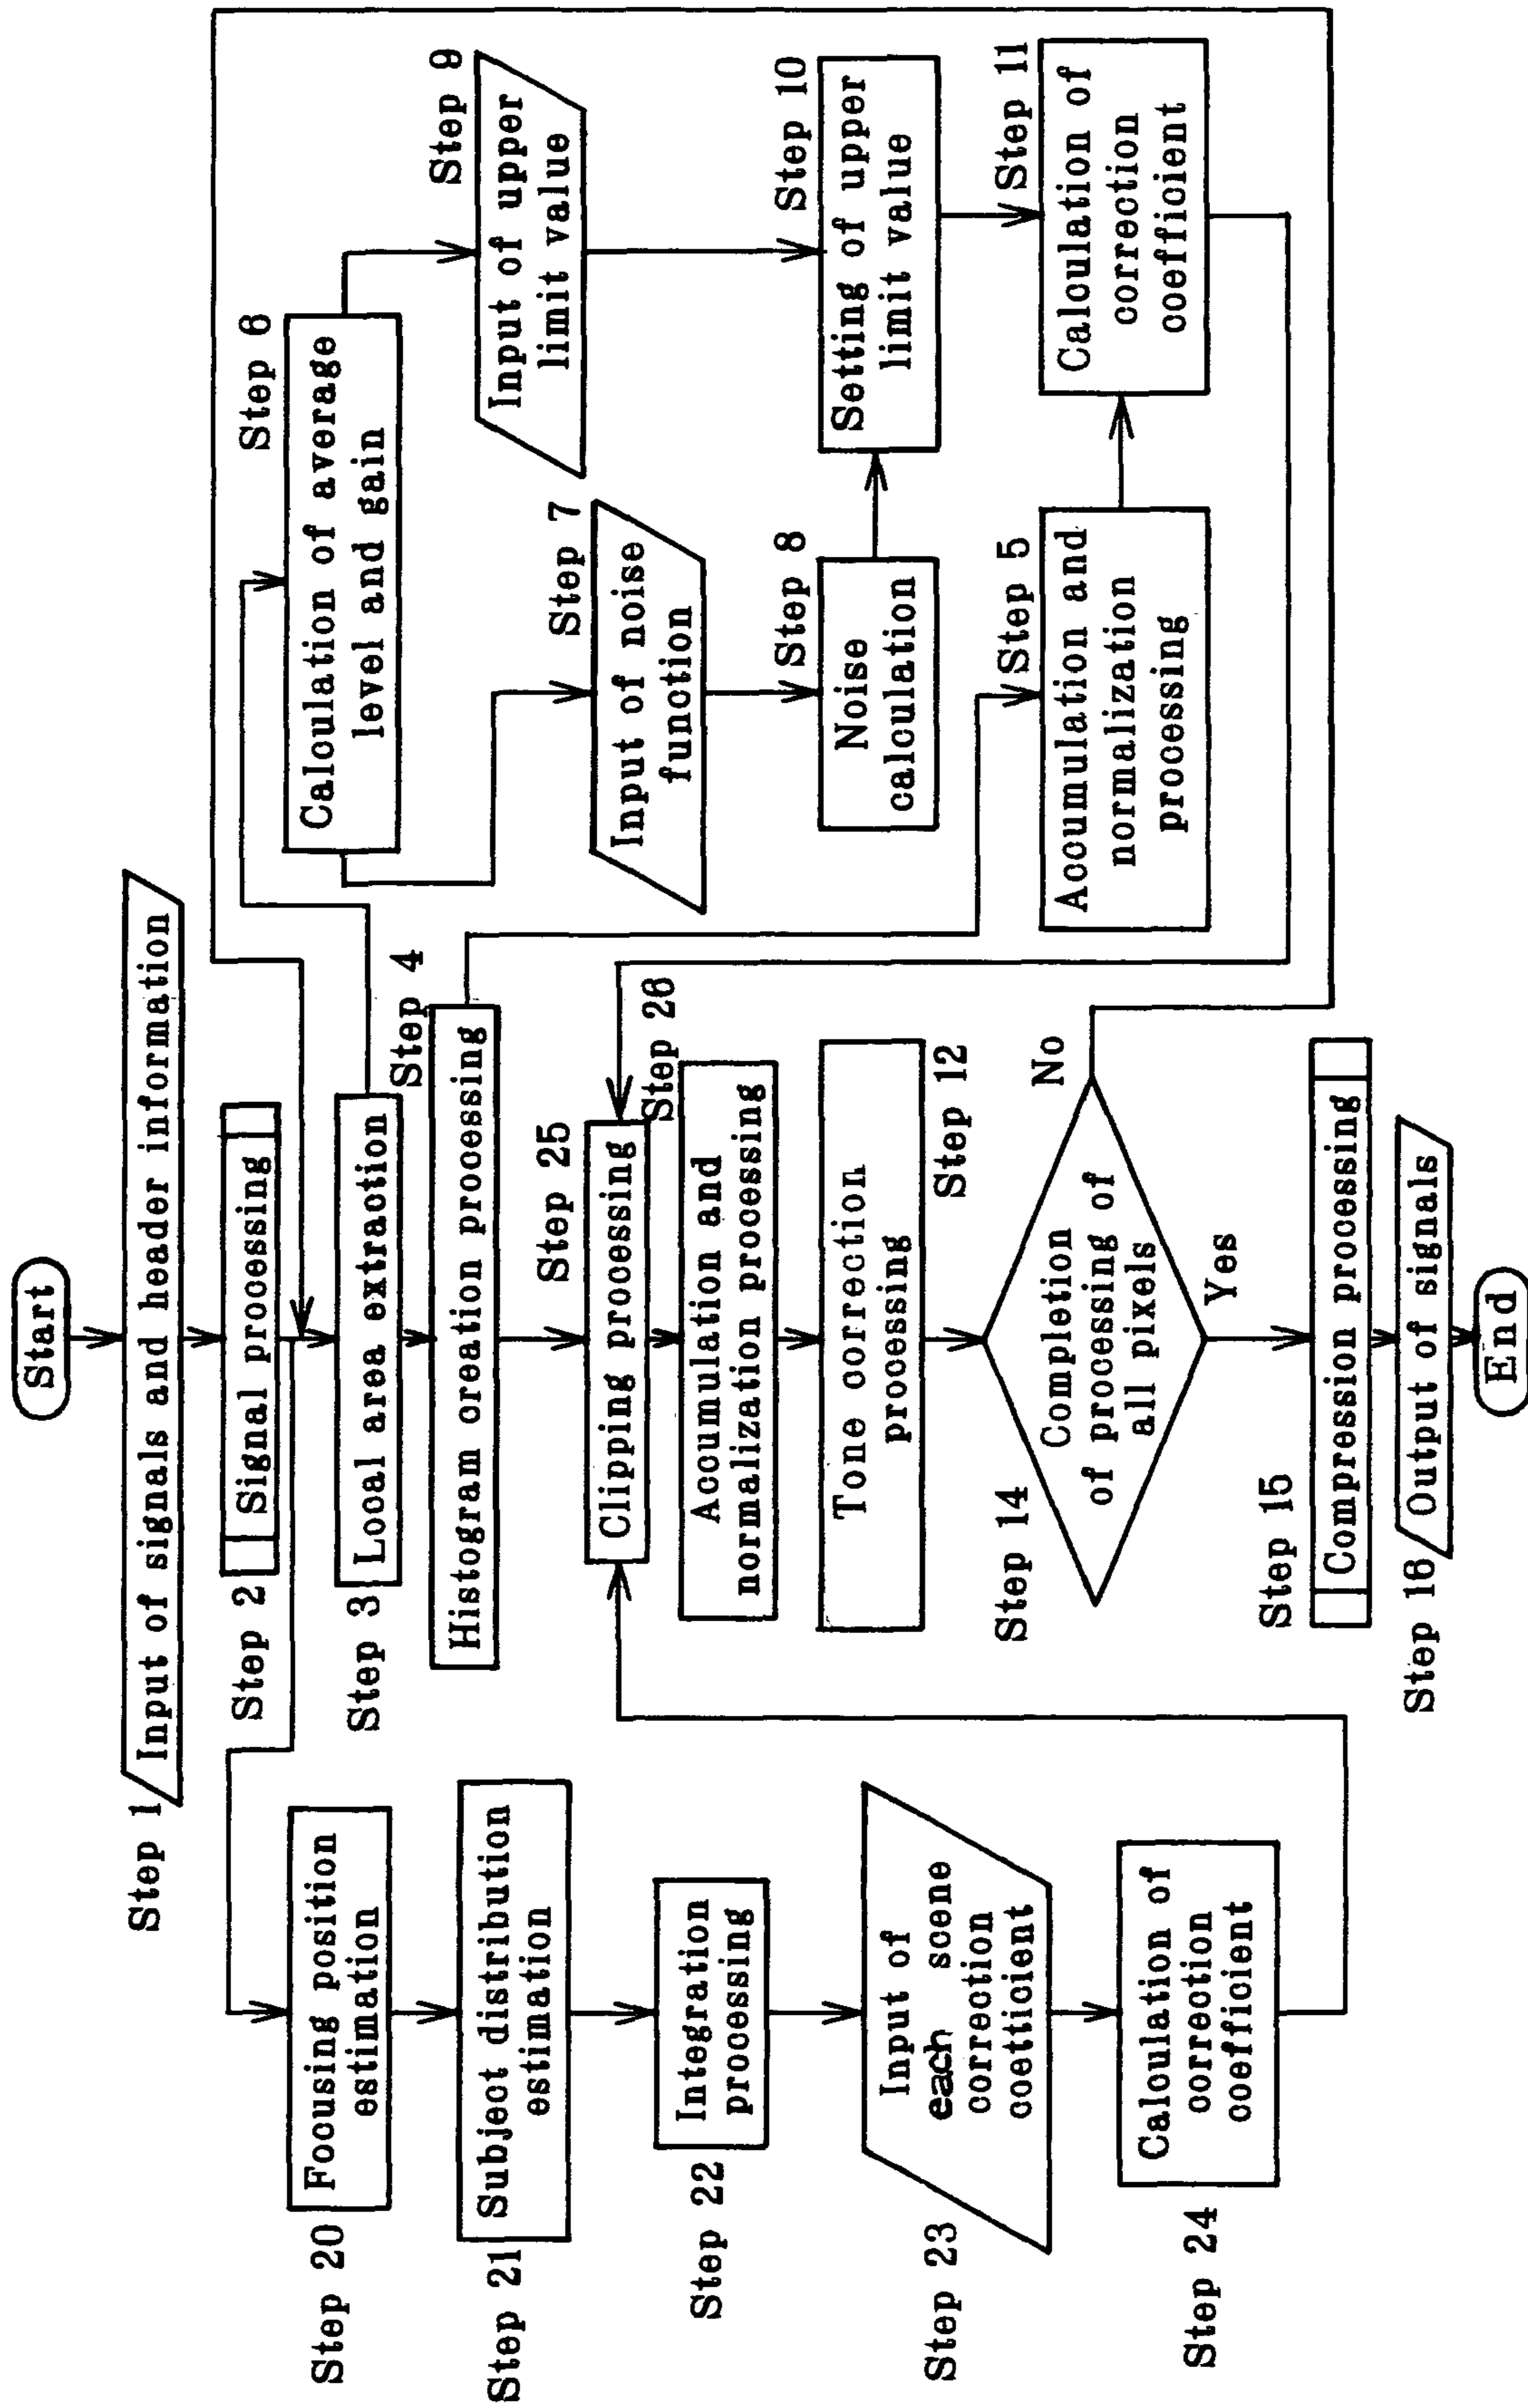 Start
Step 1
Input of signals and header information
Step 2
Signal processing
Step 3
Local area extraction
Step 4
Histogram creation processing
Step 25
Clipping processing
Step 26
Accumulation and
normalization processing
Tone correction
processing
Step 12
Step 14
Completion
of processing of
all pixels
No
Yes
Step 15
Compression processing
Step 16
Output of signals
End
Step 20
Focusing position
estimation
Step 21
Subject distribution
estimation
Step 22
Integration
processing
Step 23
Input of
each scene
correction
coetticient
Step 24
Calculation of
correction
coefficient
Step 6
Calculation of average
level and gain
Step 7
Input of noise
function
Step 9
Input of upper
limit value
Step 8
Noise
calculation
Step 10
Setting of upper
limit value
Step 5
Accumulation and
normalization
processing
Step 11
Calculation of
correction
coefficient